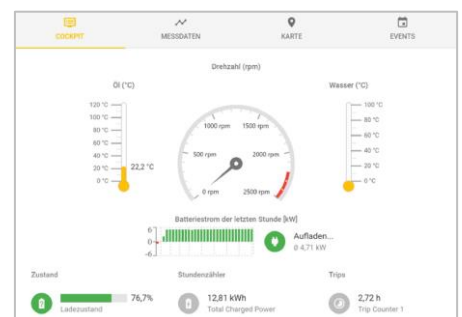 COCKPIT MESSDATEN KARTE EVENTS
Drehzahl (rpm)
Öl (°C) Wasser (°C)
120 °C
100 °C
80 °C
60 °C
40 °C
20 °C
0 °C
22,2 °C
0 rpm
500 rpm
1000 rpm
1500 rpm
2000 rpm
2500 rpm
100 °C
80 °C
60 °C
40 °C
20 °C
0 °C
Batteriestrom der letzten Stunde [kW]
6
0
-6
Aufladen...
Ø 4,71 kW
Zustand Stundenzähler Trips
76,7%
Ladezustand
12,81 kWh
Total Charged Power
2,72 h
Trip Counter 1